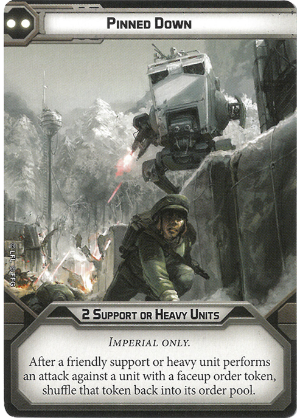 PINNED DOWN
2 SUPPORT OR HEAVY UNITS
IMPERIAL ONLY.
After a friendly support or heavy unit performs
an attack against a unit with a faceup order token,
shuffle that token back into its order pool.